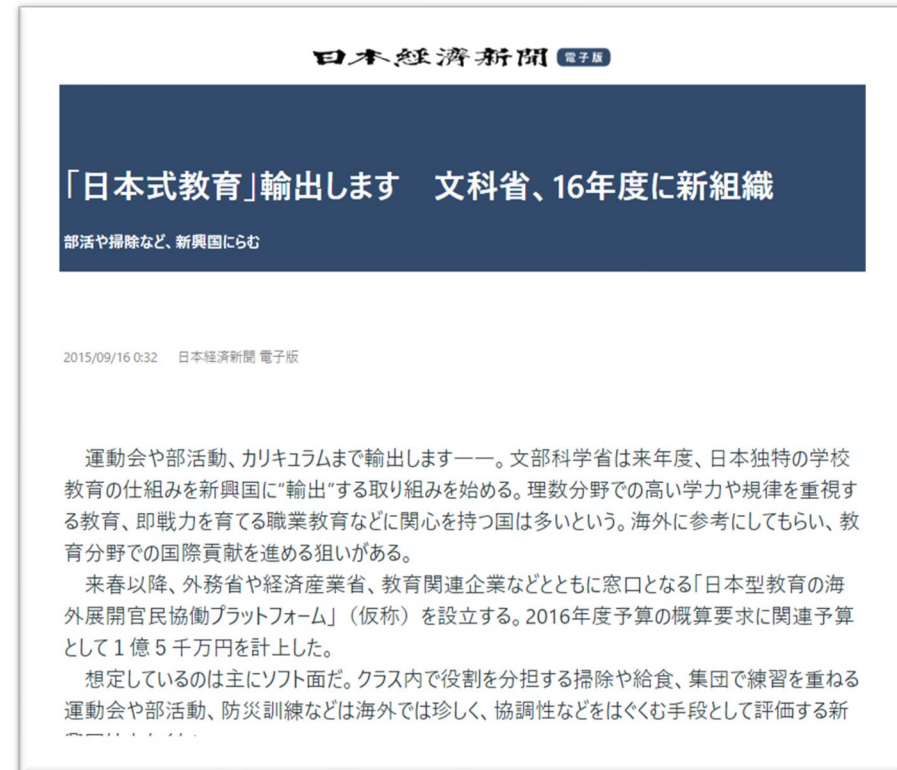 日本経済新聞 電子版
「日本式教育」輸出します　文科省、16年度に新組織
部活や掃除など、新興国にらむ
2015/09/16 0:32　日本経済新聞 電子版
　運動会や部活動、カリキュラムまで輸出します――。文部科学省は来年度、日本独特の学校
教育の仕組みを新興国に“輸出”する取り組みを始める。理数分野での高い学力や規律を重視す
る教育、即戦力を育てる職業教育などに関心を持つ国は多いという。海外に参考にしてもらい、教
育分野での国際貢献を進める狙いがある。
　来春以降、外務省や経済産業省、教育関連企業などとともに窓口となる「日本型教育の海
外展開官民協働プラットフォーム」（仮称）を設立する。2016年度予算の概算要求に関連予算
として１億５千万円を計上した。
　想定しているのは主にソフト面だ。クラス内で役割を分担する掃除や給食、集団で練習を重ねる
運動会や部活動、防災訓練などは海外では珍しく、協調性などをはぐくむ手段として評価する新